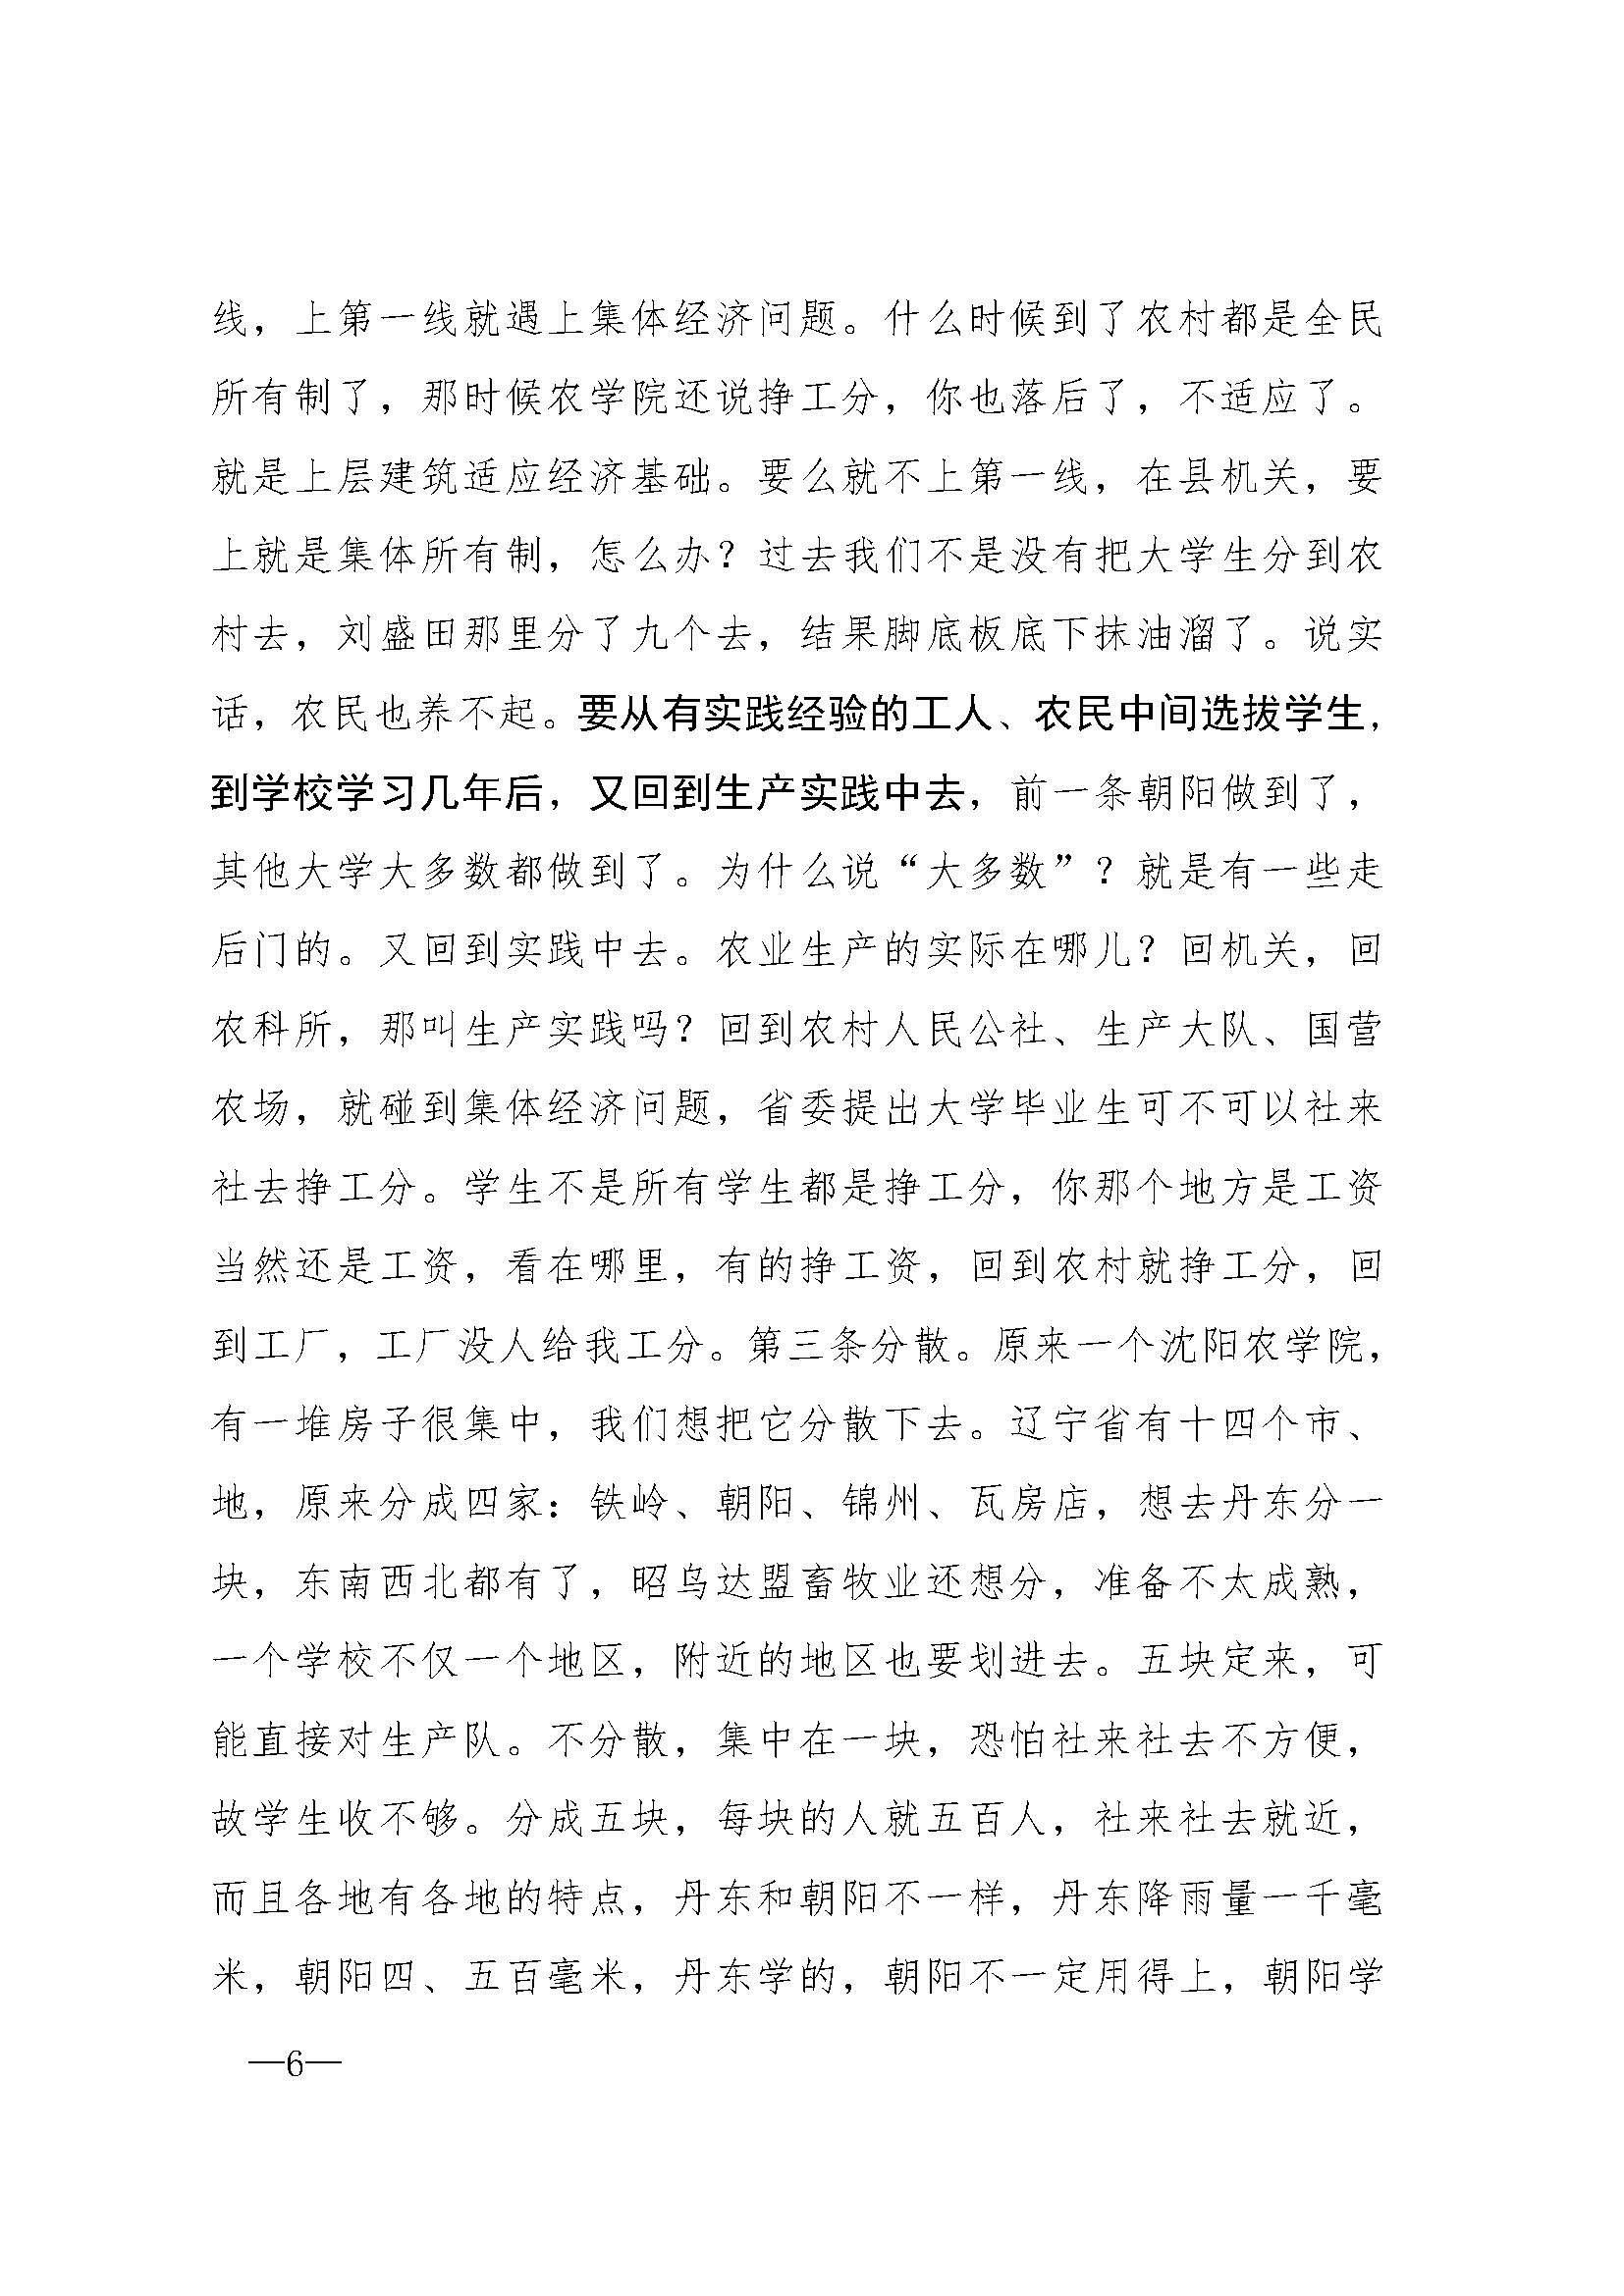 线，上第一线就遇上集体经济问题。什么时候到了农村都是全民
所有制了，那时候农学院还说挣工分，你也落后了，不适应了。
就是上层建筑适应经济基础。要么就不上第一线，在县机关，要
上就是集体所有制，怎么办？过去我们不是没有把大学生分到农
村去，刘盛田那里分了九个去，结果脚底板底下抹油溜了。说实
话，农民也养不起。要从有实践经验的工人、农民中间选拔学生，
到学校学习几年后，又回到生产实践中去，前一条朝阳做到了，
其他大学大多数都做到了。为什么说“大多数”？就是有一些走
后门的。又回到实践中去。农业生产的实际在哪儿？回机关，回
农科所，那叫生产实践吗？回到农村人民公社、生产大队、国营
农场，就碰到集体经济问题，省委提出大学毕业生可不可以社来
社去挣工分。学生不是所有学生都是挣工分，你那个地方是工资
当然还是工资，看在哪里，有的挣工资，回到农村就挣工分，回
到工厂，工厂没人给我工分。第三条分散。原来一个沈阳农学院，
有一堆房子很集中，我们想把它分散下去。辽宁省有十四个市、
地，原来分成四家：铁岭、朝阳、锦州、瓦房店，想去丹东分一
块，东南西北都有了，昭乌达盟畜牧业还想分，准备不太成熟，
一个学校不仅一个地区，附近的地区也要划进去。五块定来，可
能直接对生产队。不分散，集中在一块，恐怕社来社去不方便，
故学生收不够。分成五块，每块的人就五百人，社来社去就近，
而且各地有各地的特点，丹东和朝阳不一样，丹东降雨量一千毫
米，朝阳四、五百毫米，丹东学的，朝阳不一定用得上，朝阳学
—6—